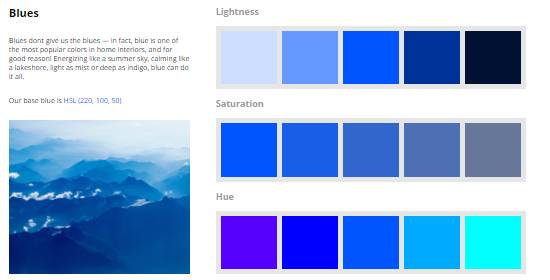 Blues
Blues dont give us the blues — in fact, blue is one of
the most popular colors in home interiors, and for
good reason! Energizing like a summer sky, calming like
a lakeshore, light as mist or deep as indigo, blue can do
it all.
Our base blue is HSL (220, 100, 50)
Lightness
Saturation
Hue